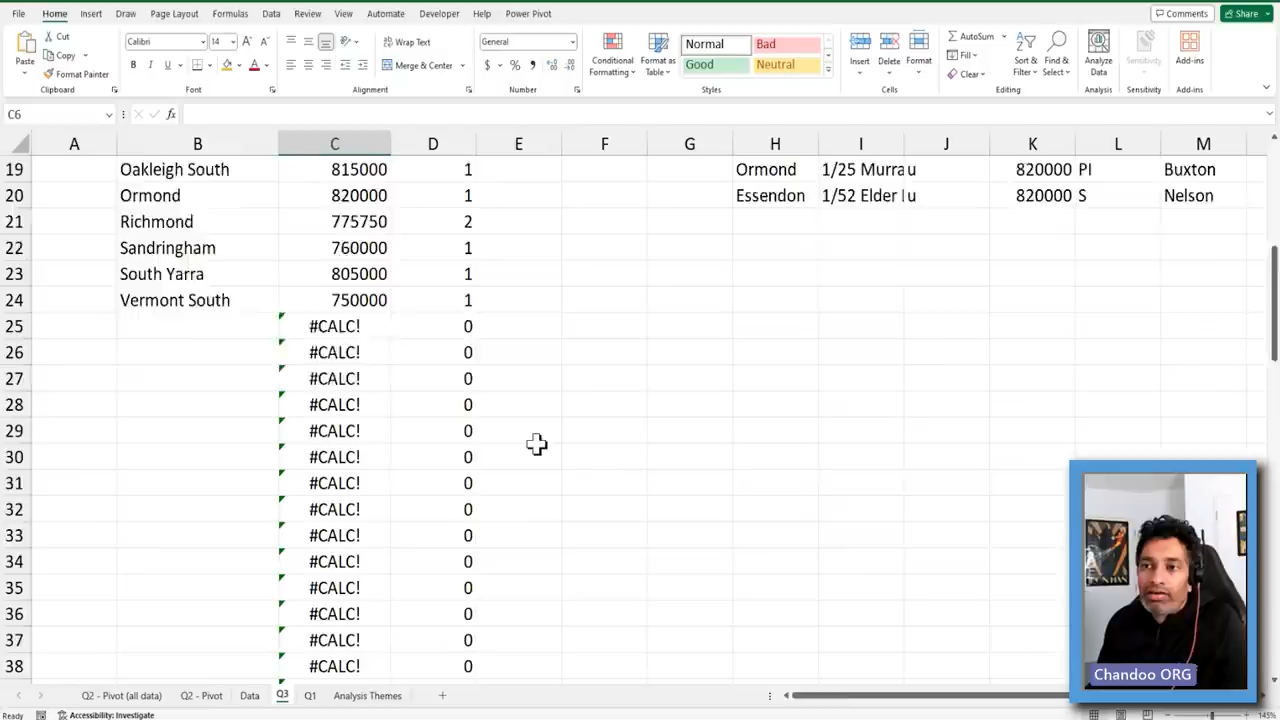 File Home Insert Draw Page Layout Formulas Data Review View Automate Developer Help Power Pivot Comments Share
Paste Cut Copy Format Painter Clipboard
Calibri 14 A A B I U A Font
Wrap Text Merge & Center Alignment
General $ % Number
Conditional Formatting Format as Table Normal Bad Good Neutral Styles
Insert Delete Format Cells
AutoSum Fill Clear Sort & Filter Find & Select Editing
Analyze Data Analysis Sensitivity Sensitivity Add-ins Add-ins
C6 fx
A B C D E F G H I J K L M
19 Oakleigh South 815000 1 Ormond 1/25 Murra u 820000 PI Buxton
20 Ormond 820000 1 Essendon 1/52 Elder u 820000 S Nelson
21 Richmond 775750 2
22 Sandringham 760000 1
23 South Yarra 805000 1
24 Vermont South 750000 1
25 #CALC! 0
26 #CALC! 0
27 #CALC! 0
28 #CALC! 0
29 #CALC! 0
30 #CALC! 0
31 #CALC! 0
32 #CALC! 0
33 #CALC! 0
34 #CALC! 0
35 #CALC! 0
36 #CALC! 0
37 #CALC! 0
38 #CALC! 0
Chandoo ORG
Q2 - Pivot (all data) Q2 - Pivot Data Q3 Q1 Analysis Themes
Ready Accessibility: Investigate 145%